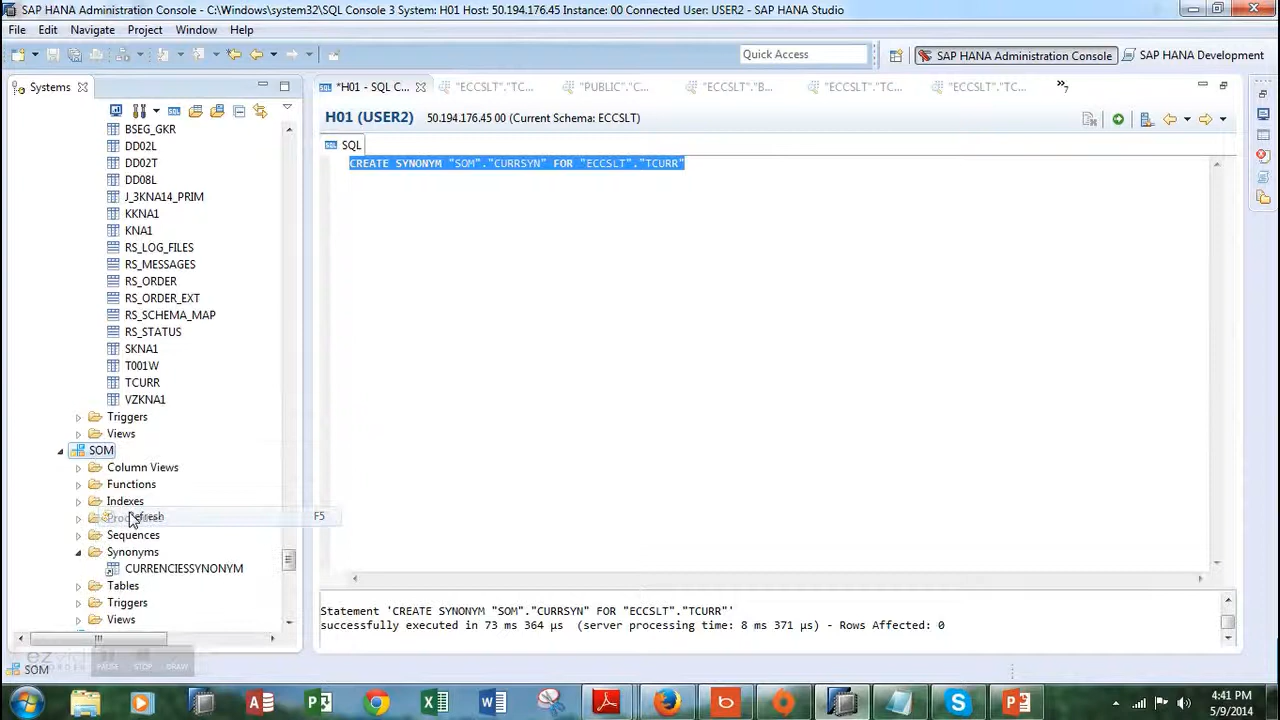 SAP HANA Administration Console - C:\Windows\system32\SQL Console 3 System: H01 Host: 50.194.176.45 Instance: 00 Connected User: USER2 - SAP HANA Studio
File Edit Navigate Project Window Help
Quick Access
SAP HANA Administration Console
SAP HANA Development
Systems
*H01 - SQL C...
"ECCSLT"."TC...
"PUBLIC"."C...
"ECCSLT"."B...
"ECCSLT"."TC...
"ECCSLT"."TC...
»7
H01 (USER2) 50.194.176.45 00 (Current Schema: ECCSLT)
SQL
CREATE SYNONYM "SOM"."CURRSYN" FOR "ECCSLT"."TCURR"
BSEG_GKR
DD02L
DD02T
DD08L
J_3KNA14_PRIM
KKNA1
KNA1
RS_LOG_FILES
RS_MESSAGES
RS_ORDER
RS_ORDER_EXT
RS_SCHEMA_MAP
RS_STATUS
SKNA1
T001W
TCURR
VZKNA1
Triggers
Views
SOM
Column Views
Functions
Indexes
Refresh F5
Sequences
Synonyms
CURRENCIESSYNONYM
Tables
Triggers
Views
Statement 'CREATE SYNONYM "SOM"."CURRSYN" FOR "ECCSLT"."TCURR"'
successfully executed in 73 ms 364 µs (server processing time: 8 ms 371 µs) - Rows Affected: 0
PAUSE STOP DRAW
SOM
4:41 PM
5/9/2014